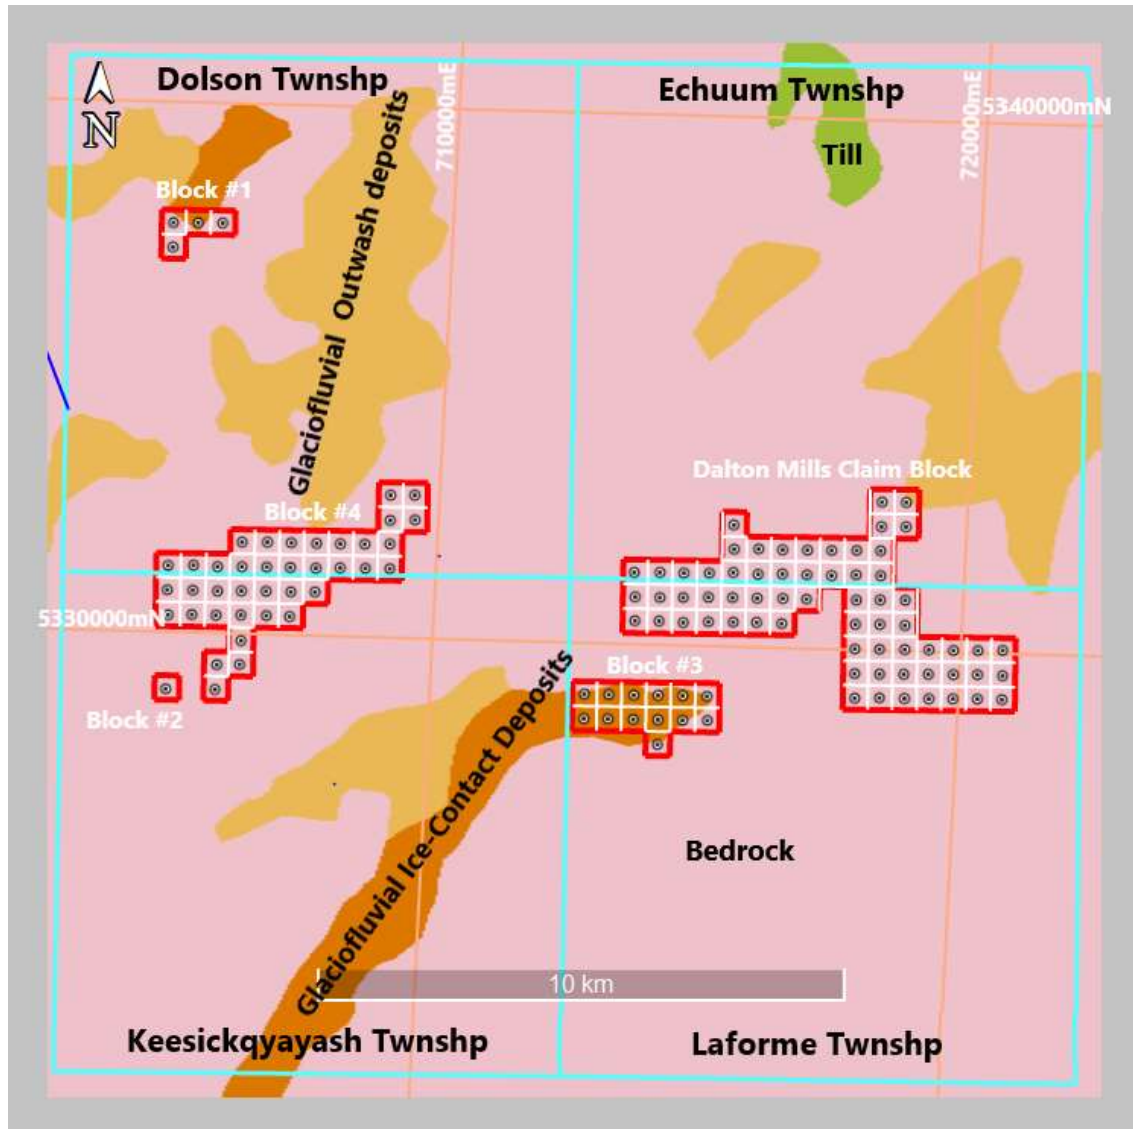 Dolson Twnshp
Echuum Twnshp
N
710000mE
720000mE
5340000mN
Till
Block #1
Glaciofluvial Outwash deposits
Dalton Mills Claim Block
Block #4
5330000mN
Block #3
Block #2
Glaciofluvial Ice-Contact Deposits
Bedrock
10 km
Keesickqyayash Twnshp
Laforme Twnshp